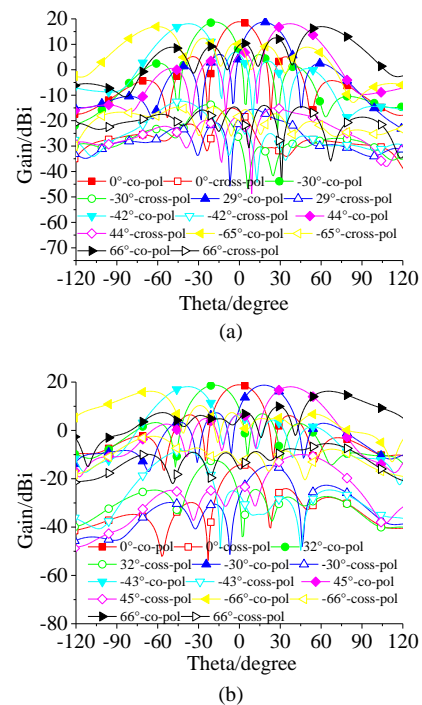 20
10
0
-10
-20
-30
-40
-50
-60
-70
Gain/dBi
0°-co-pol 0°-cross-pol -30°-co-pol
-30°-cross-pol 29°-co-pol 29°-cross-pol
-42°-co-pol -42°-cross-pol 44°-co-pol
44°-cross-pol -65°-co-pol -65°-cross-pol
66°-co-pol 66°-cross-pol
-120 -90 -60 -30 0 30 60 90 120
Theta/degree
(a)
20
0
-20
-40
-60
-80
Gain/dBi
0°-co-pol 0°-coss-pol 32°-co-pol
32°-coss-pol -30°-co-pol -30°-coss-pol
-43°-co-pol -43°-coss-pol 45°-co-pol
45°-coss-pol -66°-co-pol -66°-coss-pol
66°-co-pol 66°-coss-pol
-120 -90 -60 -30 0 30 60 90 120
Theta/degree
(b)